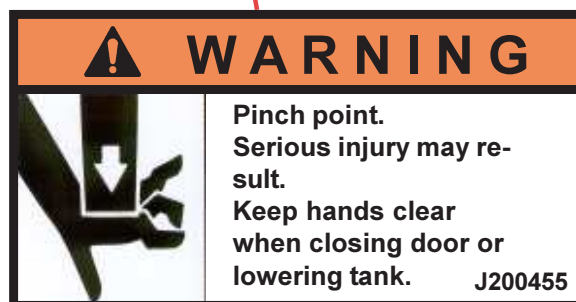 WARNING
Pinch point.
Serious injury may re-
sult.
Keep hands clear
when closing door or
lowering tank.
J200455